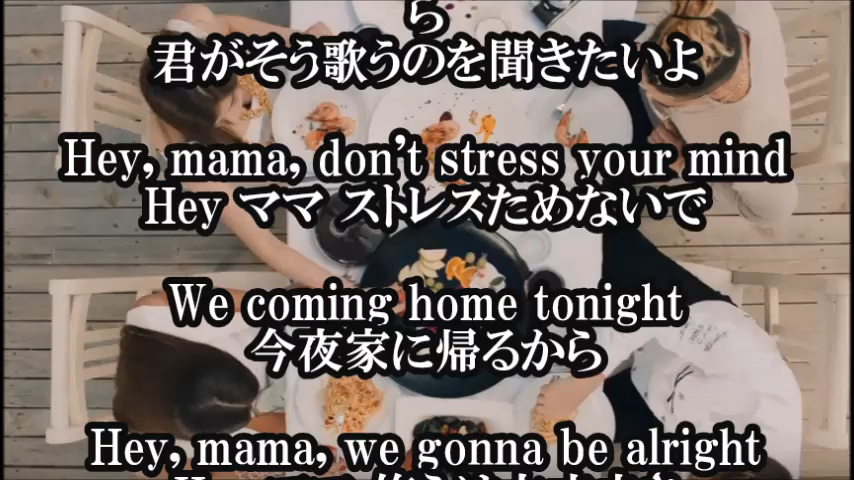 ら
君がそう歌うのを聞きたいよ
Hey, mama, don't stress your mind
Hey ママ ストレスためないで
We coming home tonight
今夜家に帰るから
Hey, mama, we gonna be alright